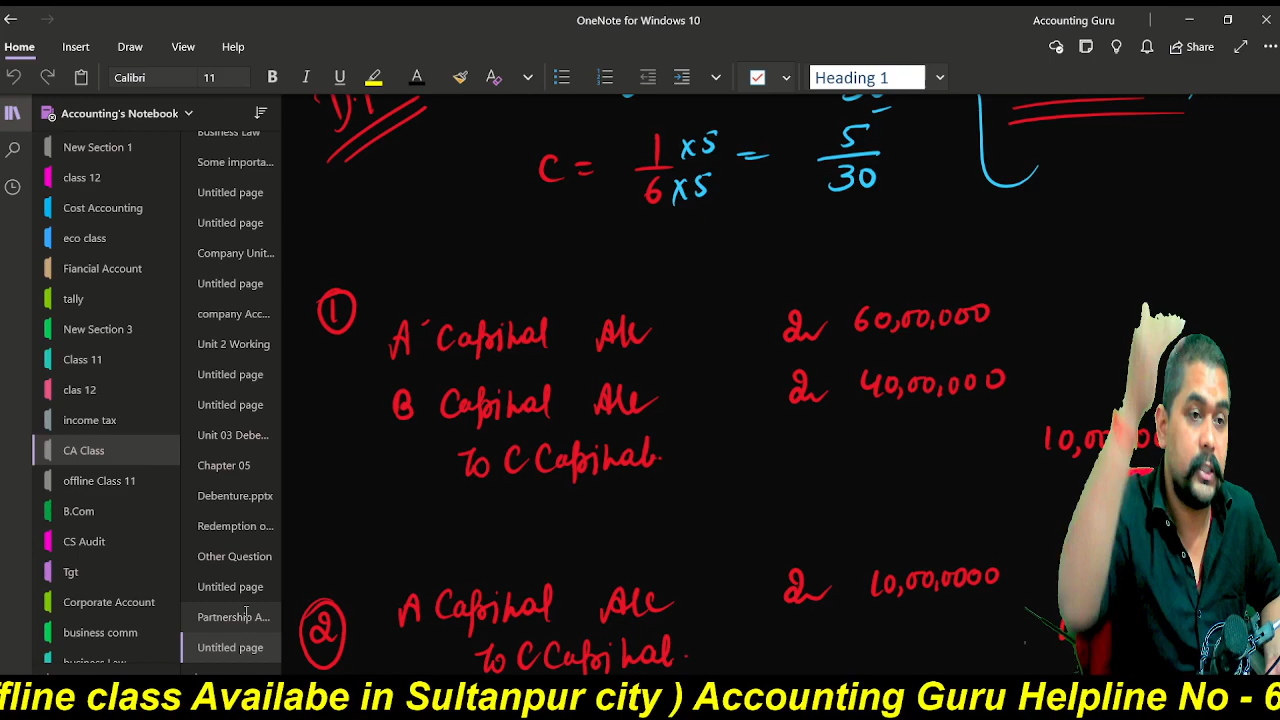 OneNote for Windows 10
Accounting Guru
Home Insert Draw View Help
Share
Calibri 11 B I U A Heading 1
Accounting's Notebook
New Section 1
class 12
Cost Accounting
eco class
Fiancial Account
tally
New Section 3
Class 11
clas 12
income tax
CA Class
offline Class 11
B.Com
CS Audit
Tgt
Corporate Account
business comm
business Law
Business Law
Some importa...
Untitled page
Untitled page
Company Unit...
Untitled page
company Acc...
Unit 2 Working
Untitled page
Untitled page
Unit 03 Debe...
Chapter 05
Debenture.pptx
Redemption o...
Other Question
Untitled page
Partnership A...
Untitled page
C = 1/6 x5 x5 = 5/30
1
A Capital A/c Dr 60,00,000
B Capital A/c Dr 40,00,000
To C Capital
2
A Capital A/c Dr 10,00,0000
To C Capital.
ffline class Availabe in Sultanpur city ) Accounting Guru Helpline No - 6